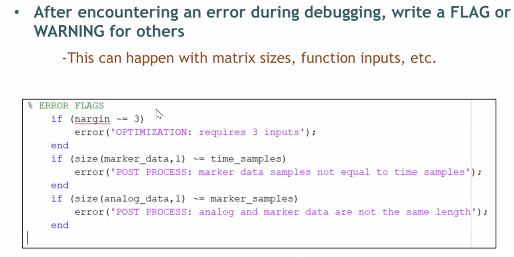 • After encountering an error during debugging, write a FLAG or
WARNING for others
-This can happen with matrix sizes, function inputs, etc.
% ERROR FLAGS
if (nargin ~= 3)
error('OPTIMIZATION: requires 3 inputs');
end
if (size(marker_data,1) ~= time_samples)
error('POST PROCESS: marker data samples not equal to time samples');
end
if (size(analog_data,1) ~= marker_samples)
error('POST PROCESS: analog and marker data are not the same length');
end